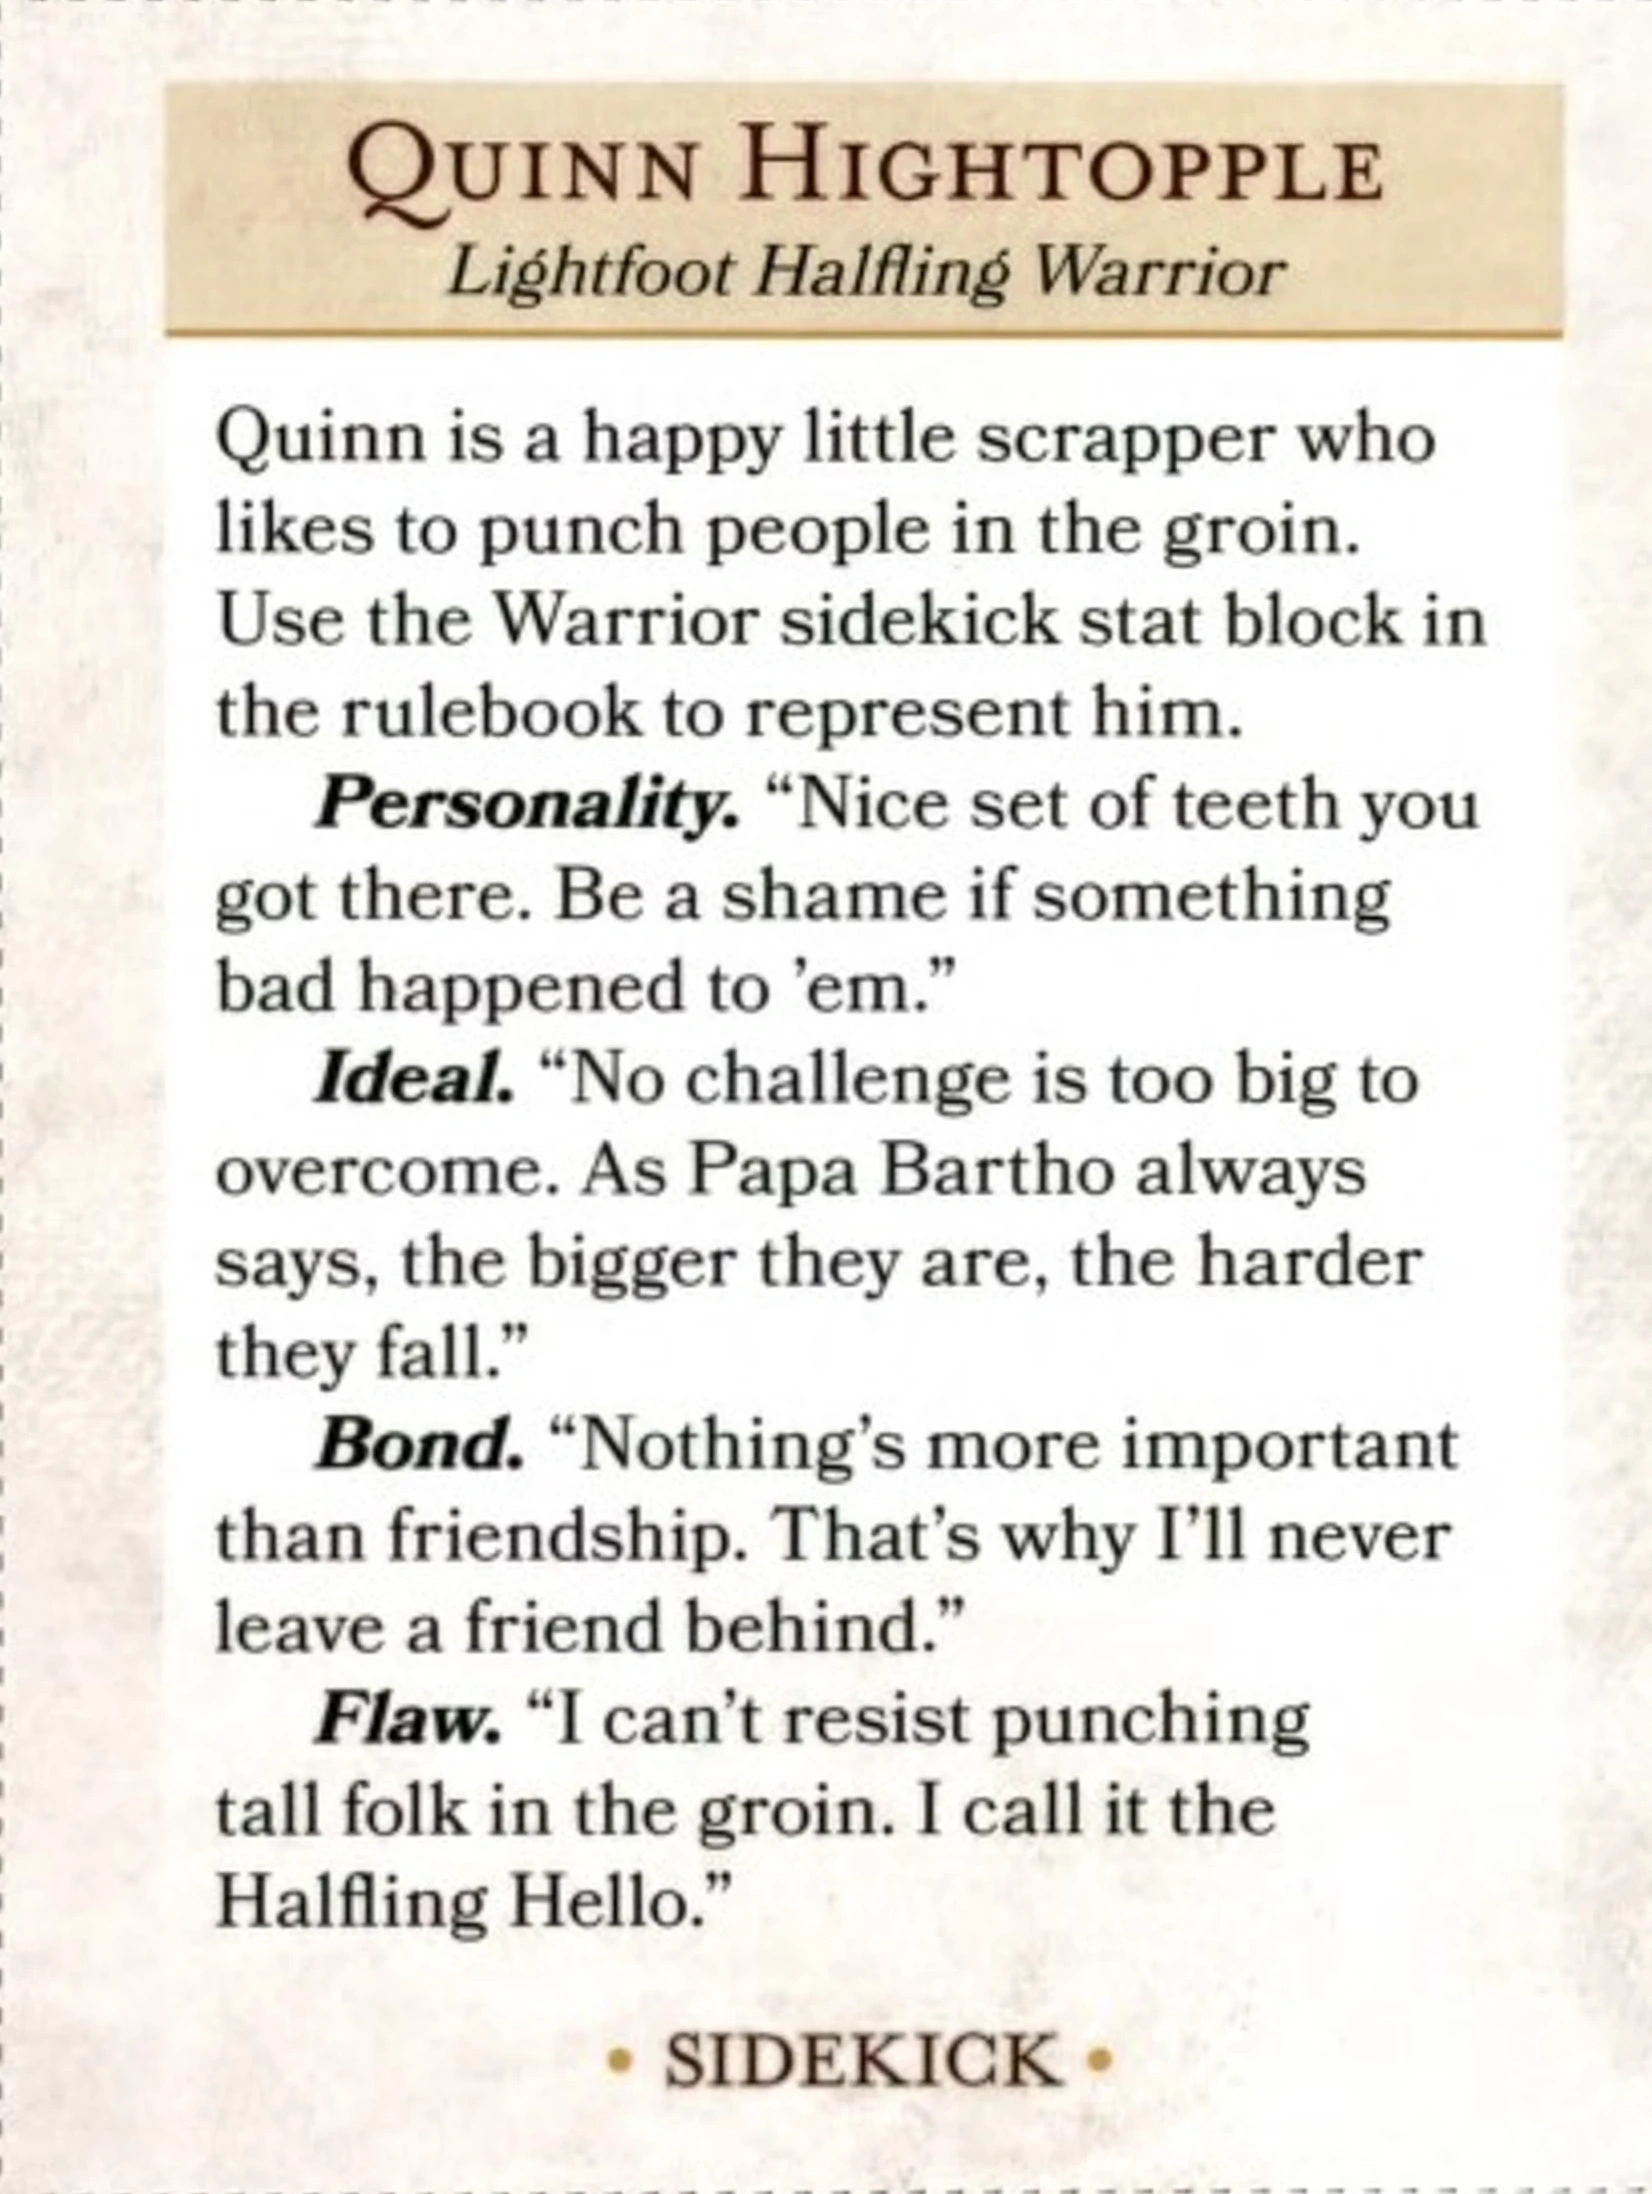 QUINN HIGHTOPPLE
Lightfoot Halfling Warrior
Quinn is a happy little scrapper who
likes to punch people in the groin.
Use the Warrior sidekick stat block in
the rulebook to represent him.
Personality. “Nice set of teeth you
got there. Be a shame if something
bad happened to ’em.”
Ideal. “No challenge is too big to
overcome. As Papa Bartho always
says, the bigger they are, the harder
they fall.”
Bond. “Nothing’s more important
than friendship. That’s why I’ll never
leave a friend behind.”
Flaw. “I can’t resist punching
tall folk in the groin. I call it the
Halfling Hello.”
• SIDEKICK •